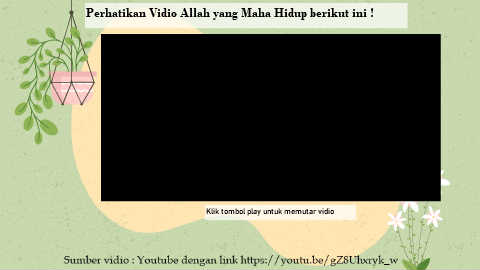 Perhatikan Vidio Allah yang Maha Hidup berikut ini !
Klik tombol play untuk memutar vidio
Sumber vidio : Youtube dengan link https://youtu.be/gZ8Uhxryk_w